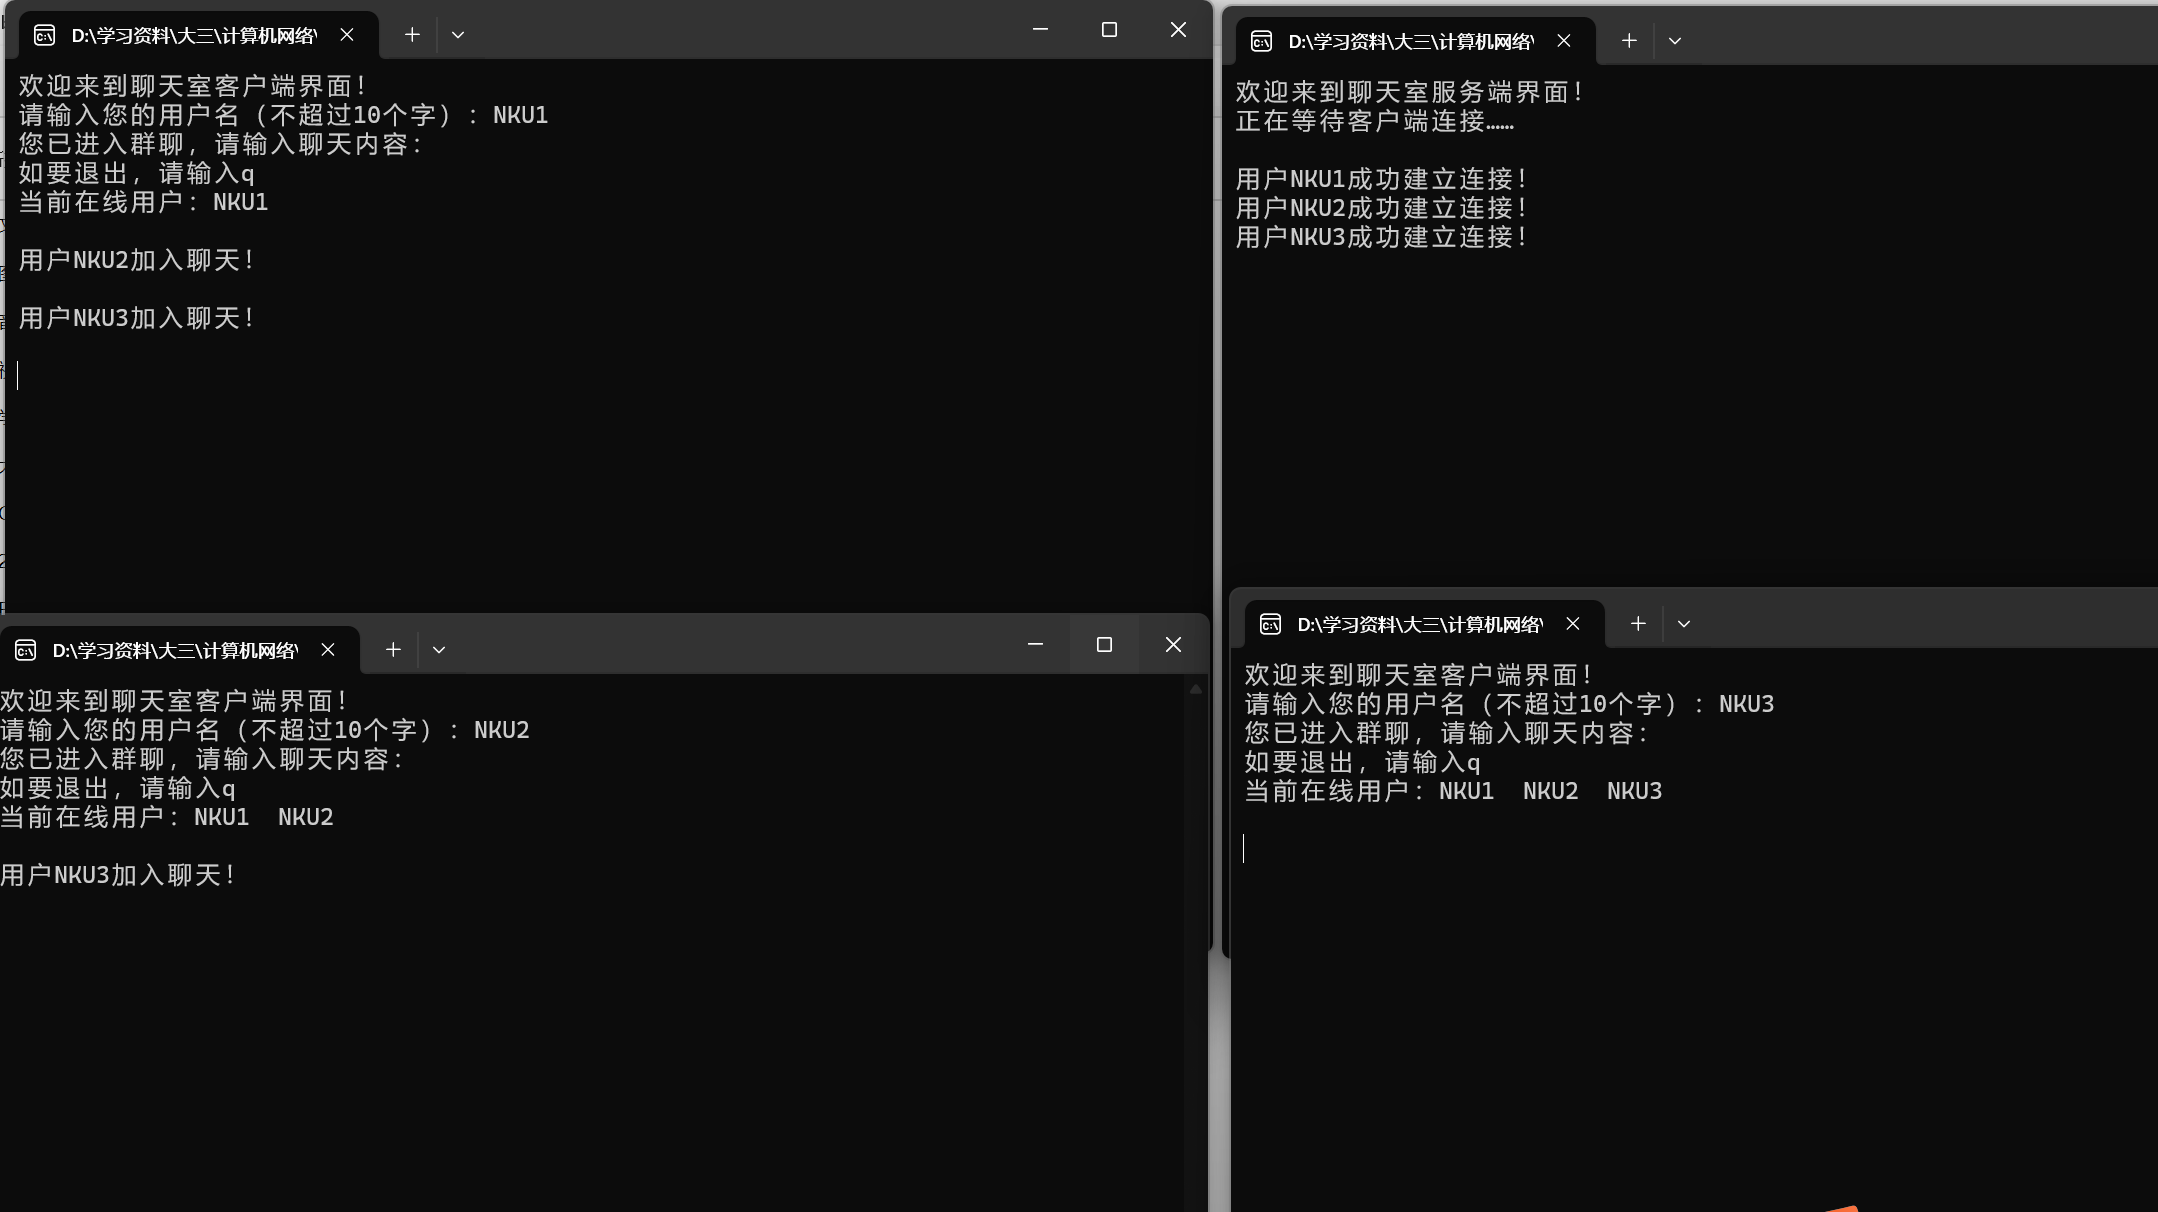 D:\学习资料\大三\计算机网络\
欢迎来到聊天室客户端界面！
请输入您的用户名（不超过10个字）：NKU1
您已进入群聊，请输入聊天内容：
如要退出，请输入q
当前在线用户：NKU1
用户NKU2加入聊天！
用户NKU3加入聊天！
D:\学习资料\大三\计算机网络\
欢迎来到聊天室服务端界面！
正在等待客户端连接……
用户NKU1成功建立连接！
用户NKU2成功建立连接！
用户NKU3成功建立连接！
D:\学习资料\大三\计算机网络\
欢迎来到聊天室客户端界面！
请输入您的用户名（不超过10个字）：NKU2
您已进入群聊，请输入聊天内容：
如要退出，请输入q
当前在线用户：NKU1  NKU2
用户NKU3加入聊天！
D:\学习资料\大三\计算机网络\
欢迎来到聊天室客户端界面！
请输入您的用户名（不超过10个字）：NKU3
您已进入群聊，请输入聊天内容：
如要退出，请输入q
当前在线用户：NKU1  NKU2  NKU3